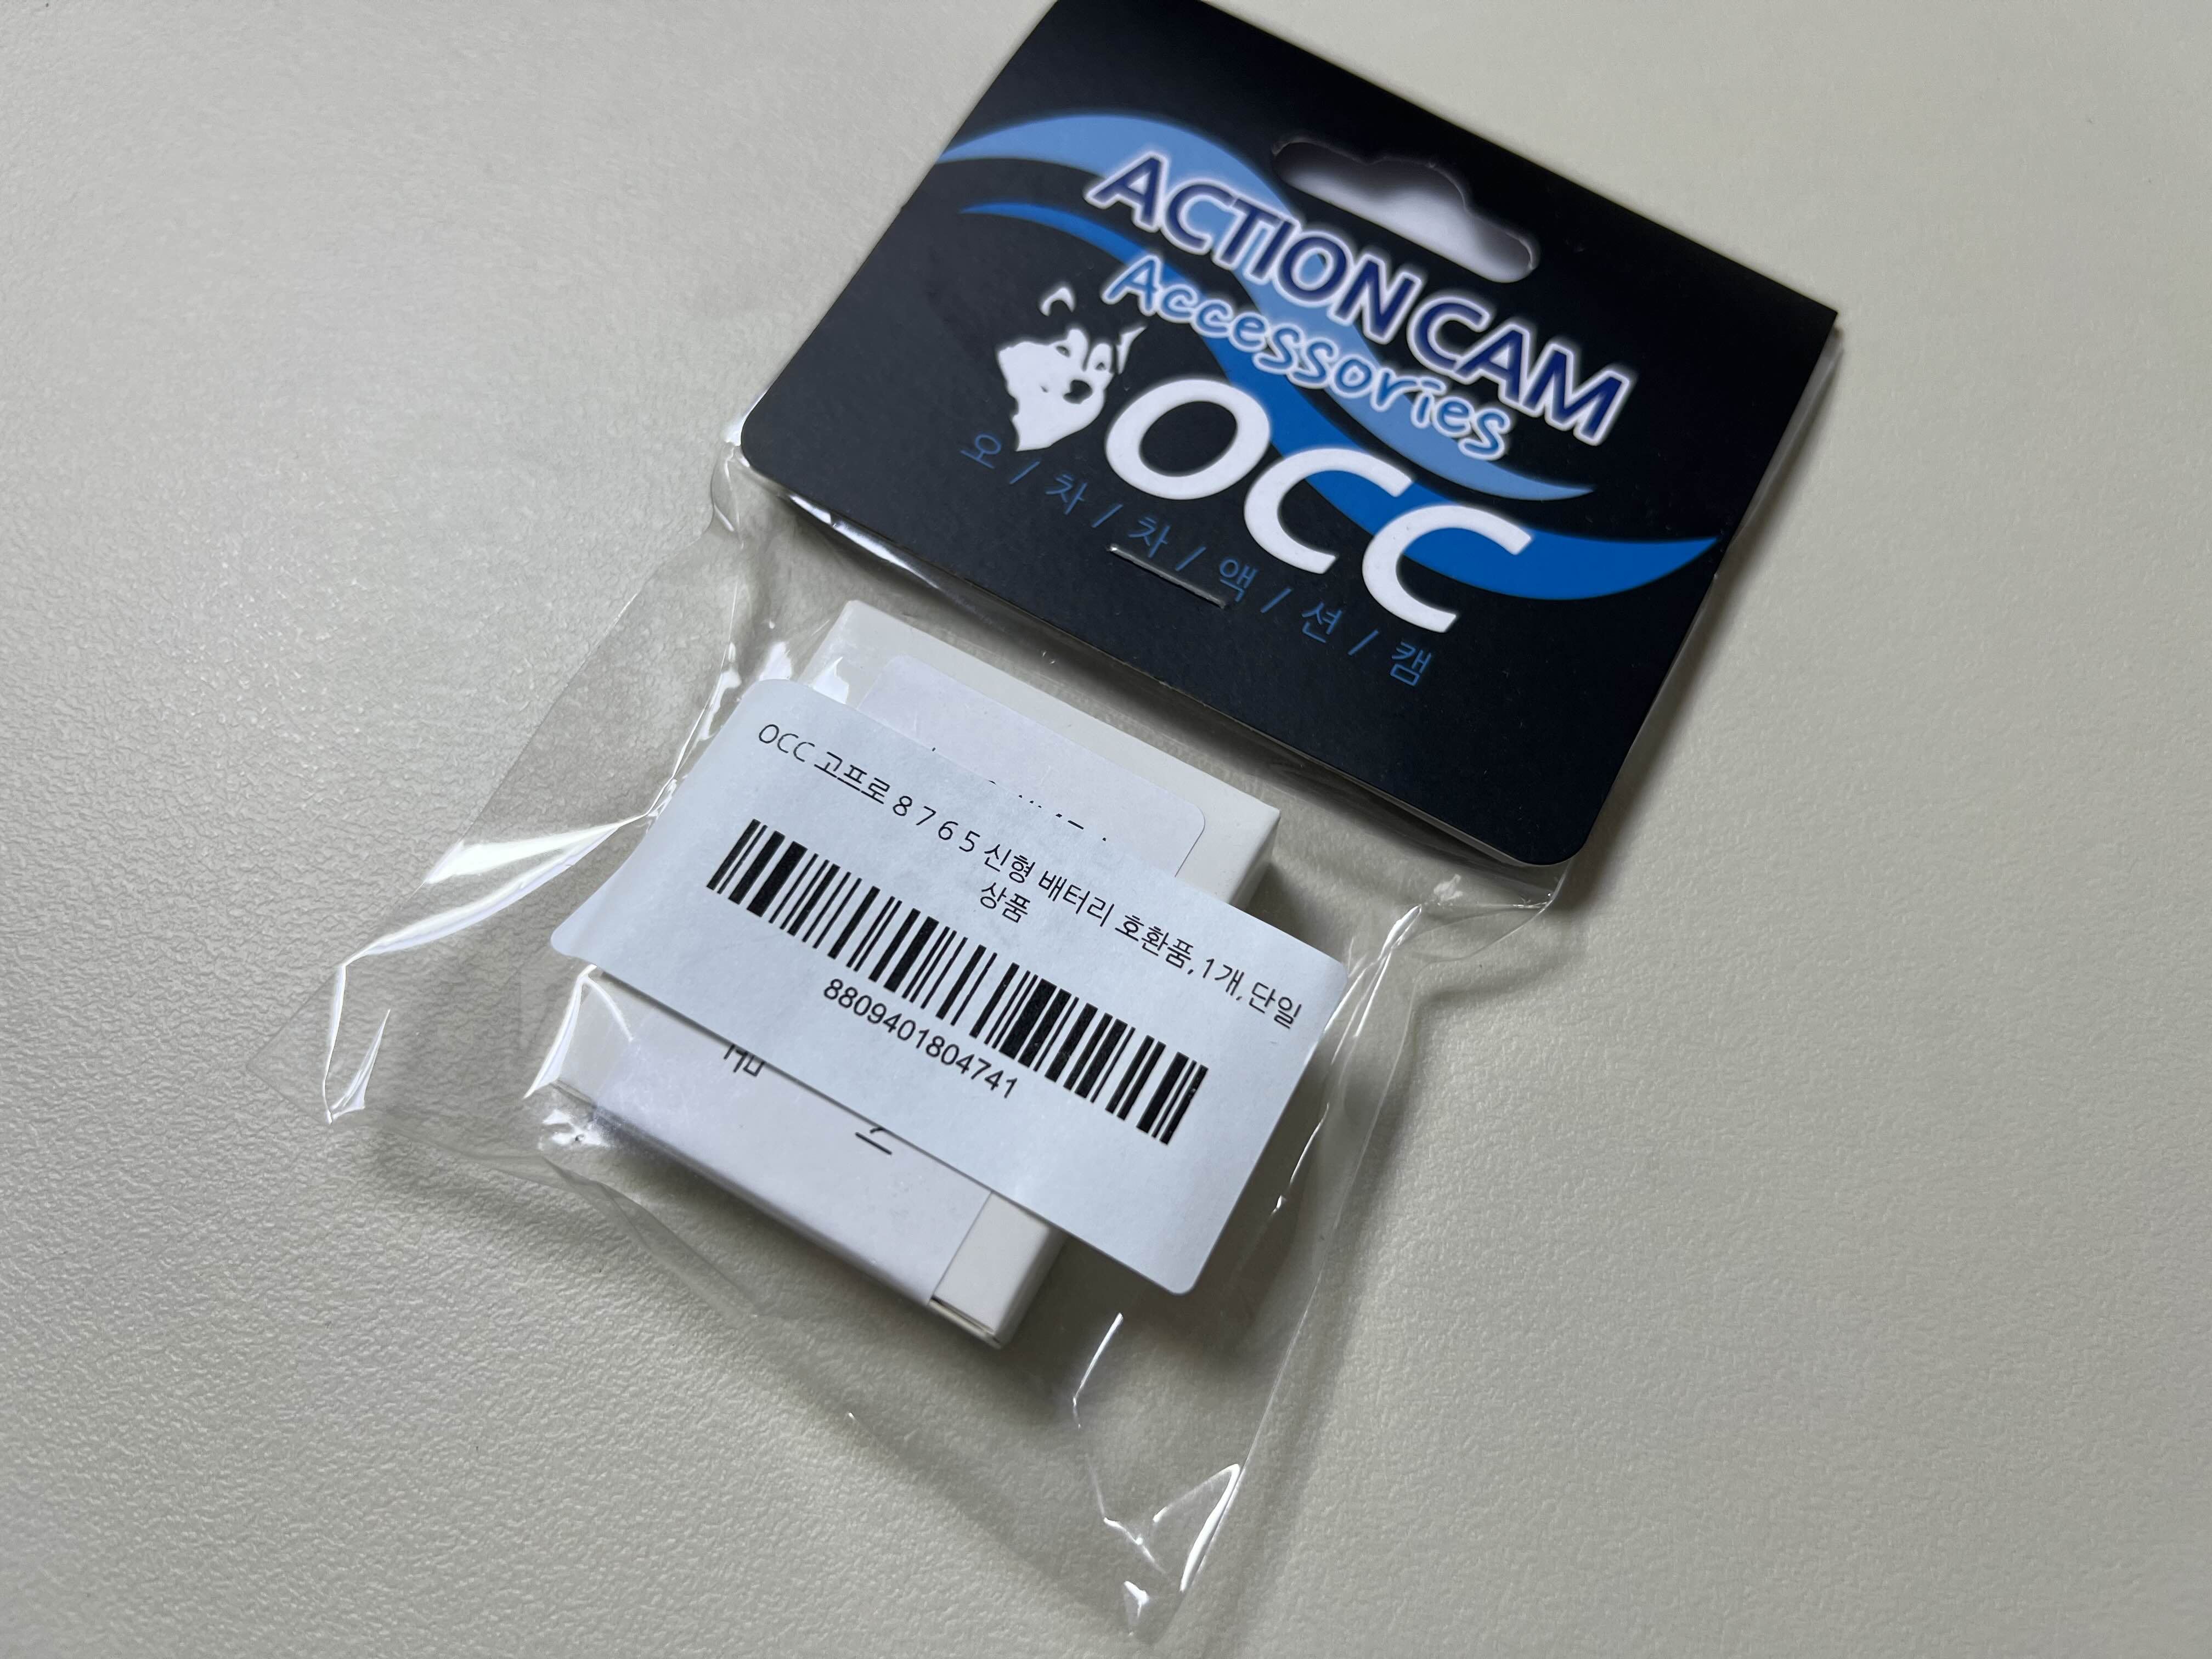 ACTION CAM
Accessories
OCC
오 / 차 / 차 / 액 / 션 / 캠
OCC 고프로 8 7 6 5 신형 배터리 호환품, 1개, 단일
상품
8809401804741